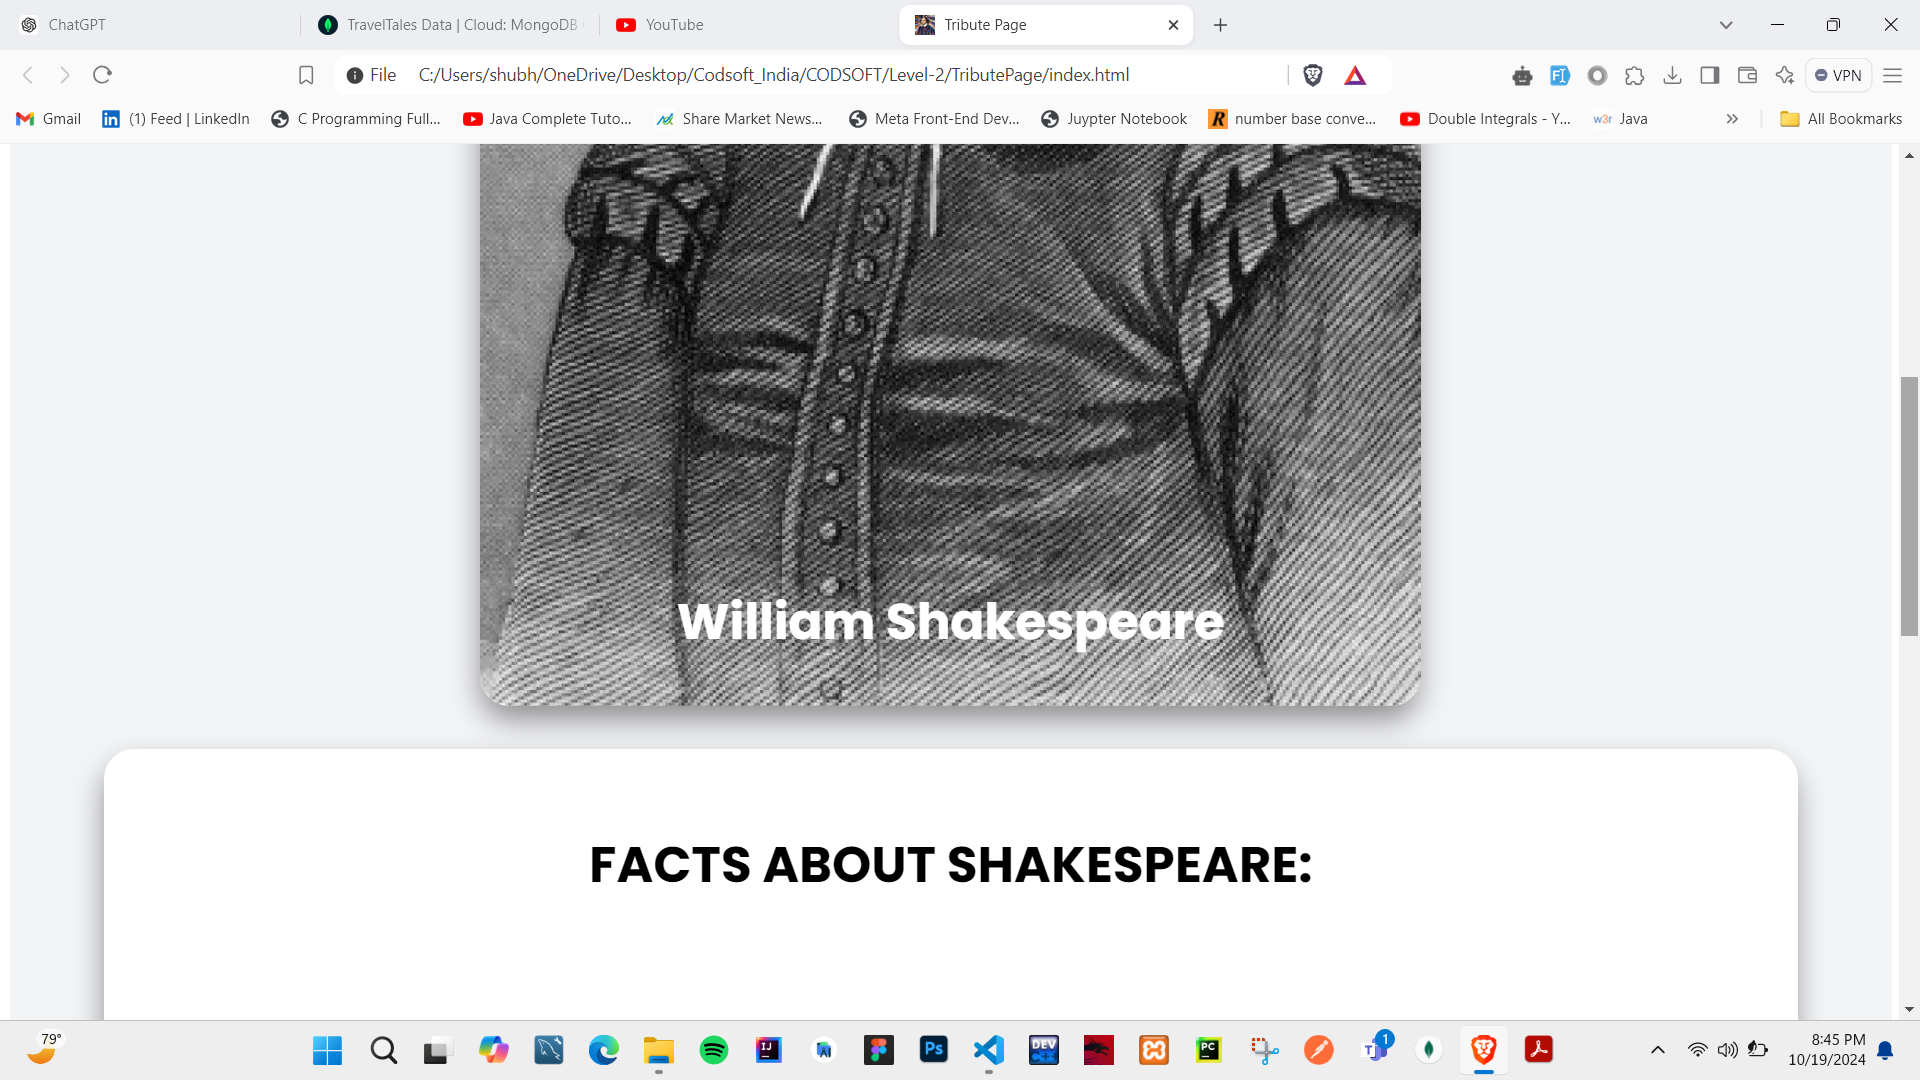 ChatGPT
TravelTales Data | Cloud: MongoDB
YouTube
Tribute Page
File C:/Users/shubh/OneDrive/Desktop/Codsoft_India/CODSOFT/Level-2/TributePage/index.html
VPN
Gmail
(1) Feed | LinkedIn
C Programming Full...
Java Complete Tuto...
Share Market News...
Meta Front-End Dev...
Juypter Notebook
number base conve...
Double Integrals - Y...
Java
All Bookmarks
William Shakespeare
FACTS ABOUT SHAKESPEARE:
79°
8:45 PM
10/19/2024